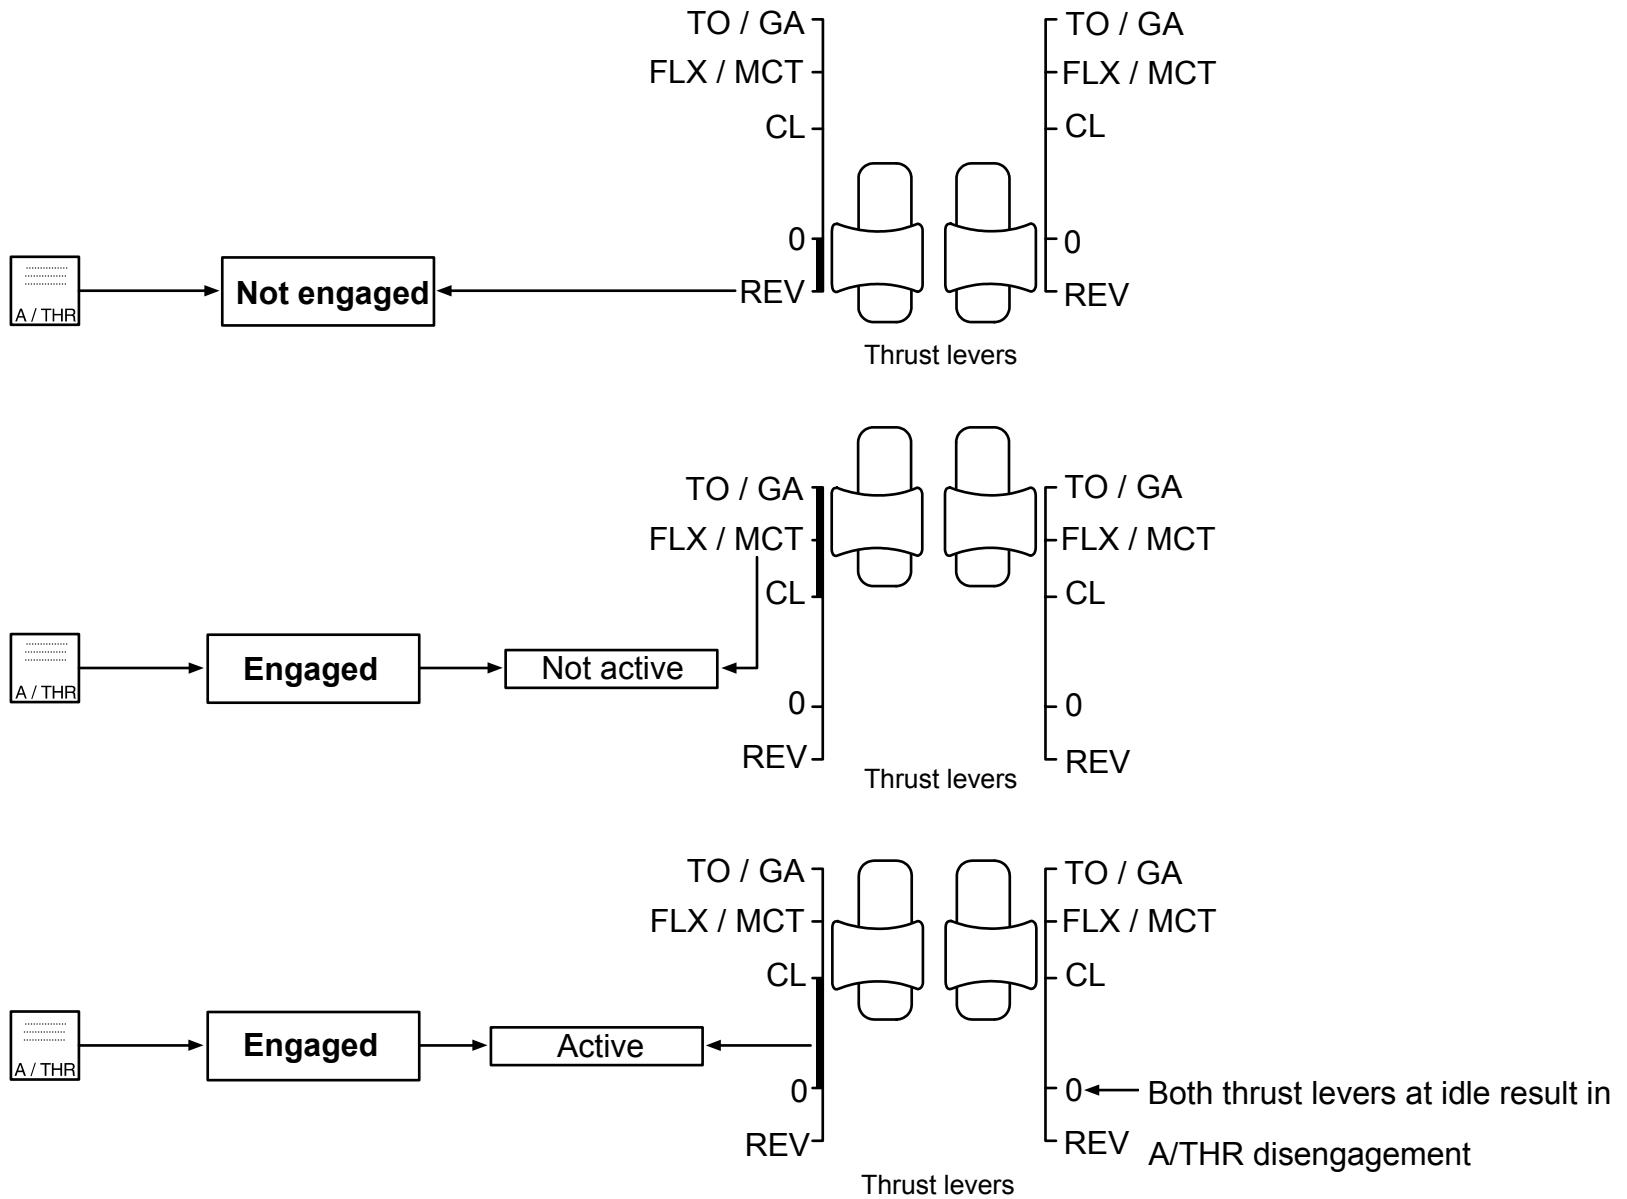 TO / GA
TO / GA
FLX / MCT
FLX / MCT
CL
CL
0
0
A / THR
Not engaged
REV
REV
Thrust levers
TO / GA
TO / GA
FLX / MCT
FLX / MCT
CL
CL
A / THR
Engaged
Not active
0
0
REV
REV
Thrust levers
TO / GA
TO / GA
FLX / MCT
FLX / MCT
CL
CL
A / THR
Engaged
Active
0
0
Both thrust levers at idle result in
A/THR disengagement
REV
REV
Thrust levers